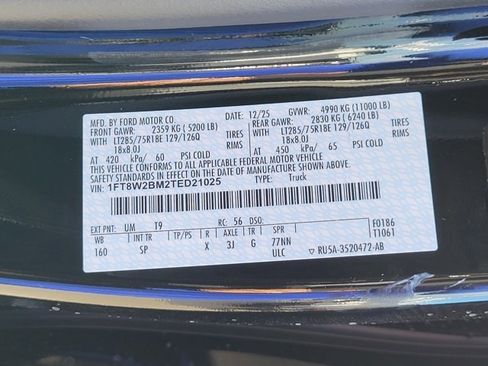 MFD. BY FORD MOTOR CO. 12/25 GVWR: 4990 KG (11000 LB)
FRONT GAWR: 2359 KG (5200 LB) REAR GAWR: 2830 KG (6240 LB)
LT285/75R18E 129/126Q TIRES LT285/75R18E 129/126Q TIRES
18x8.0J RIMS 18x8.0J RIMS
AT 420 kPa/ 60 PSI COLD AT 450 kPa/ 65 PSI COLD
THIS VEHICLE CONFORMS TO ALL APPLICABLE FEDERAL MOTOR VEHICLE
SAFETY STANDARDS IN EFFECT ON THE DATE OF MANUFACTURE SHOWN ABOVE.
VIN: 1FT8W2BM2TED21025 TYPE: Truck
EXT PNT: UM T9 RC: 56 DSO: F0186
WB INT TR TP/PS R AXLE TR S T1061
160 SP X 3J G 77NN
ULC ▼RU5A-3520472-AB